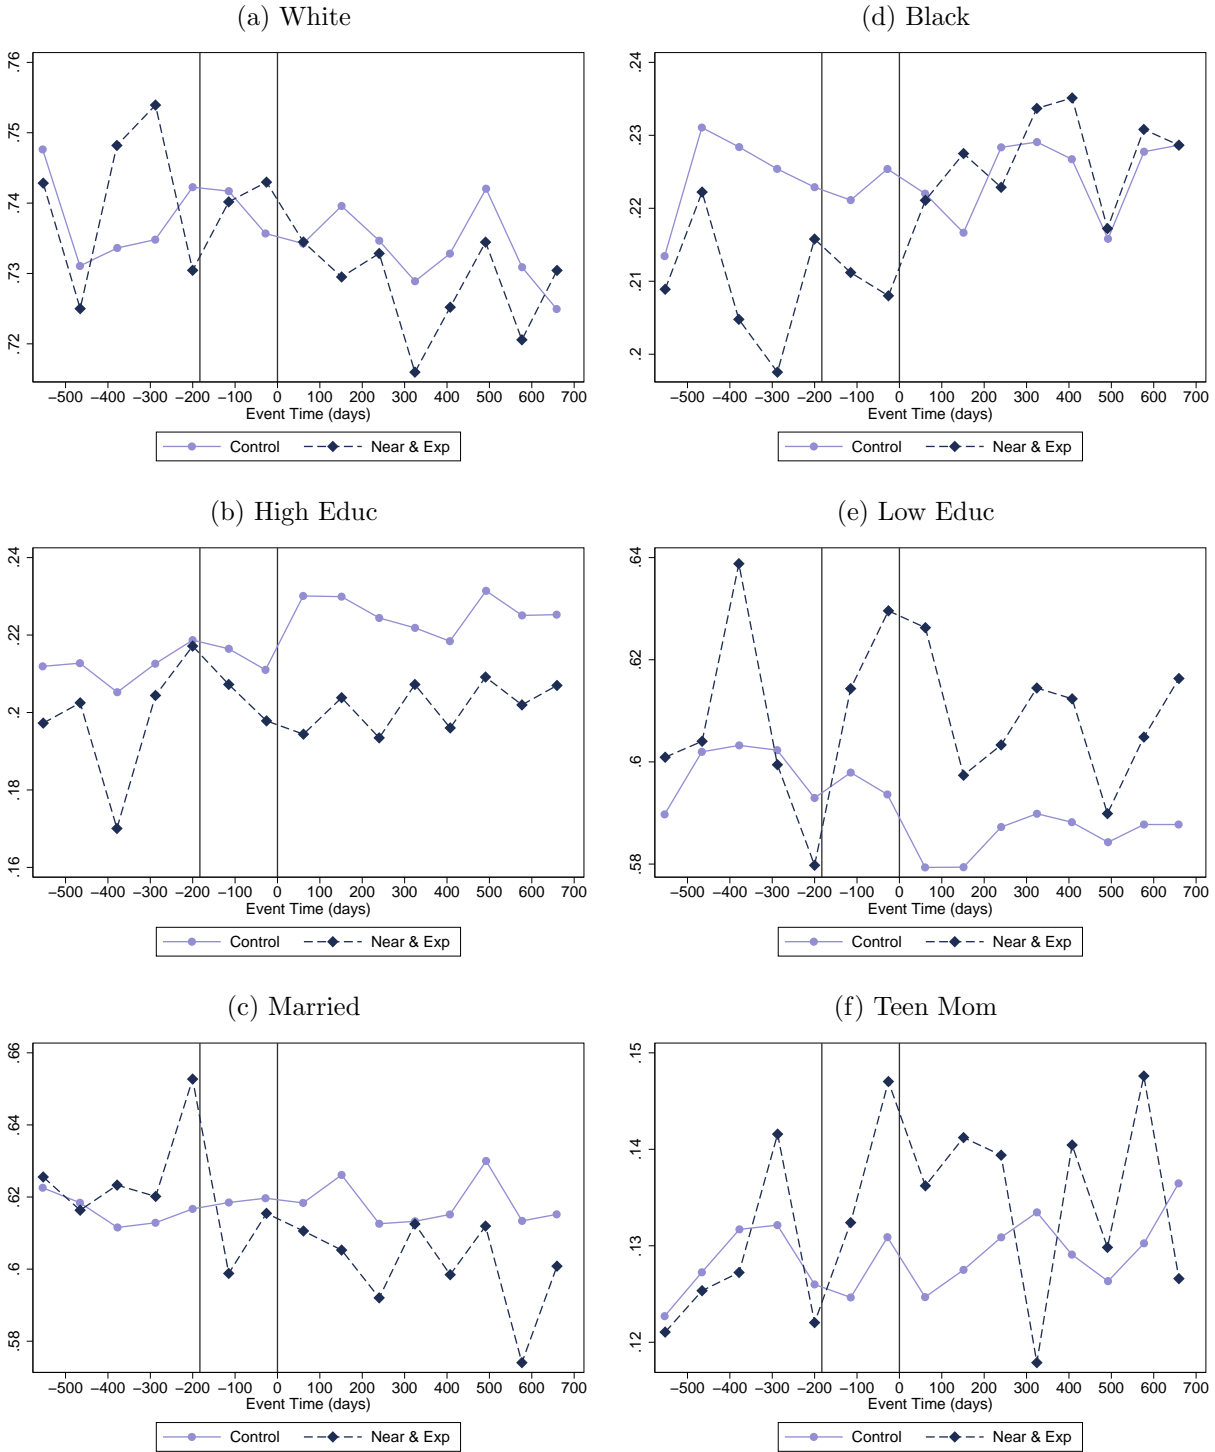 (a) White
.76
.75
.74
.73
.72
−500 −400 −300 −200 −100 0 100 200 300 400 500 600 700
Event Time (days)
Control Near & Exp
(d) Black
.24
.23
.22
.21
.2
−500 −400 −300 −200 −100 0 100 200 300 400 500 600 700
Event Time (days)
Control Near & Exp
(b) High Educ
.24
.22
.2
.18
.16
−500 −400 −300 −200 −100 0 100 200 300 400 500 600 700
Event Time (days)
Control Near & Exp
(e) Low Educ
.64
.62
.6
.58
−500 −400 −300 −200 −100 0 100 200 300 400 500 600 700
Event Time (days)
Control Near & Exp
(c) Married
.66
.64
.62
.6
.58
−500 −400 −300 −200 −100 0 100 200 300 400 500 600 700
Event Time (days)
Control Near & Exp
(f) Teen Mom
.15
.14
.13
.12
−500 −400 −300 −200 −100 0 100 200 300 400 500 600 700
Event Time (days)
Control Near & Exp